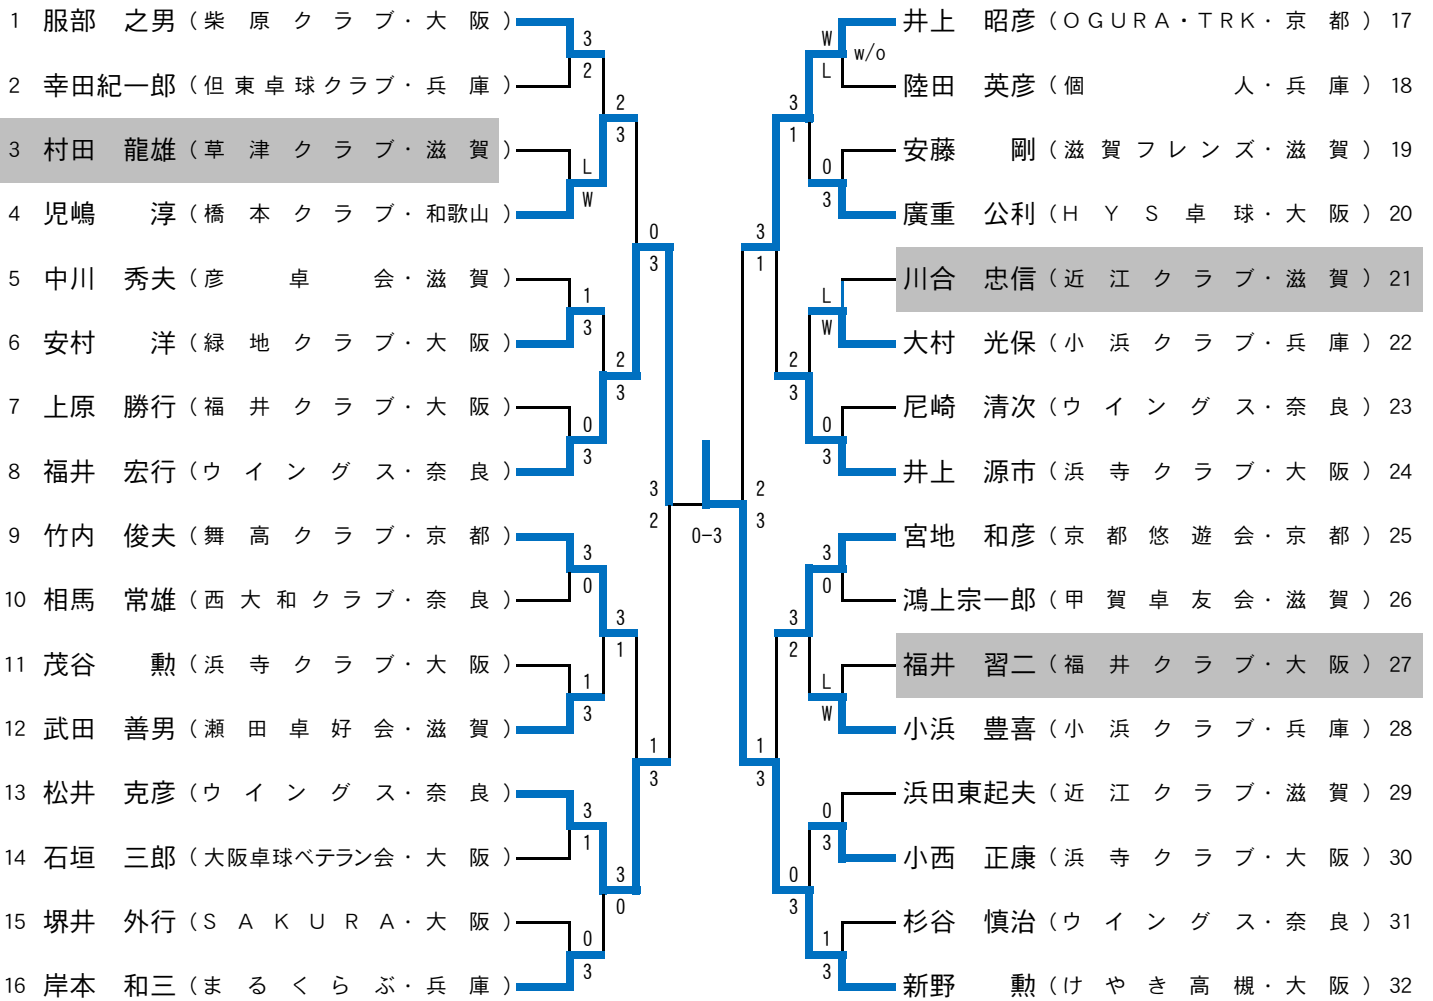 1 服部 之男 (柴原クラブ・大阪)
2 幸田紀一郎 (但東卓球クラブ・兵庫)
3 村田 龍雄 (草津クラブ・滋賀)
4 児嶋 淳 (橋本クラブ・和歌山)
5 中川 秀夫 (彦卓会・滋賀)
6 安村 洋 (緑地クラブ・大阪)
7 上原 勝行 (福井クラブ・大阪)
8 福井 宏行 (ウイングス・奈良)
9 竹内 俊夫 (舞高クラブ・京都)
10 相馬 常雄 (西大和クラブ・奈良)
11 茂谷 勲 (浜寺クラブ・大阪)
12 武田 善男 (瀬田卓好会・滋賀)
13 松井 克彦 (ウイングス・奈良)
14 石垣 三郎 (大阪卓球ベテラン会・大阪)
15 堺井 外行 (SAKURA・大阪)
16 岸本 和三 (まるくらぶ・兵庫)
3
2
L
W
1
3
0
3
3
0
1
3
3
1
0
3
2
3
2
3
3
1
3
0
0
3
1
3
3
2
0-3
2
3
3
1
1
3
3
1
2
3
3
2
0
3
W
L
w/o
0
3
L
W
0
3
3
0
L
W
0
3
1
3
井上 昭彦 (OGURA・TRK・京都) 17
陸田 英彦 (個人・兵庫) 18
安藤 剛 (滋賀フレンズ・滋賀) 19
廣重 公利 (HYS卓球・大阪) 20
川合 忠信 (近江クラブ・滋賀) 21
大村 光保 (小浜クラブ・兵庫) 22
尼崎 清次 (ウイングス・奈良) 23
井上 源市 (浜寺クラブ・大阪) 24
宮地 和彦 (京都悠遊会・京都) 25
鴻上宗一郎 (甲賀卓友会・滋賀) 26
福井 習二 (福井クラブ・大阪) 27
小浜 豊喜 (小浜クラブ・兵庫) 28
浜田東起夫 (近江クラブ・滋賀) 29
小西 正康 (浜寺クラブ・大阪) 30
杉谷 慎治 (ウイングス・奈良) 31
新野 勲 (けやき高槻・大阪) 32